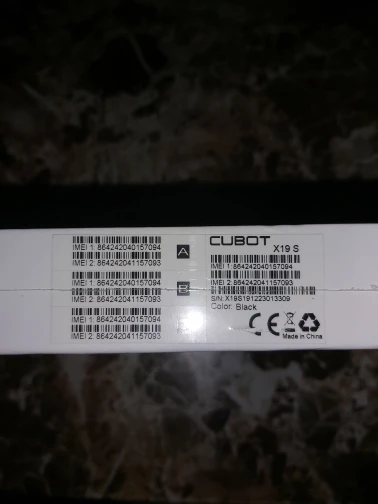 IMEI 1: 864242040157094
IMEI 2: 864242041157093
IMEI 1: 864242040157094
IMEI 2: 864242041157093
IMEI 1: 864242040157094
IMEI 2: 864242041157093
A
B
CUBOT
X19 S
IMEI 1: 864242040157094
IMEI 2: 864242041157093
S/N: X19S191223013309
Color: Black
CE
Made in China